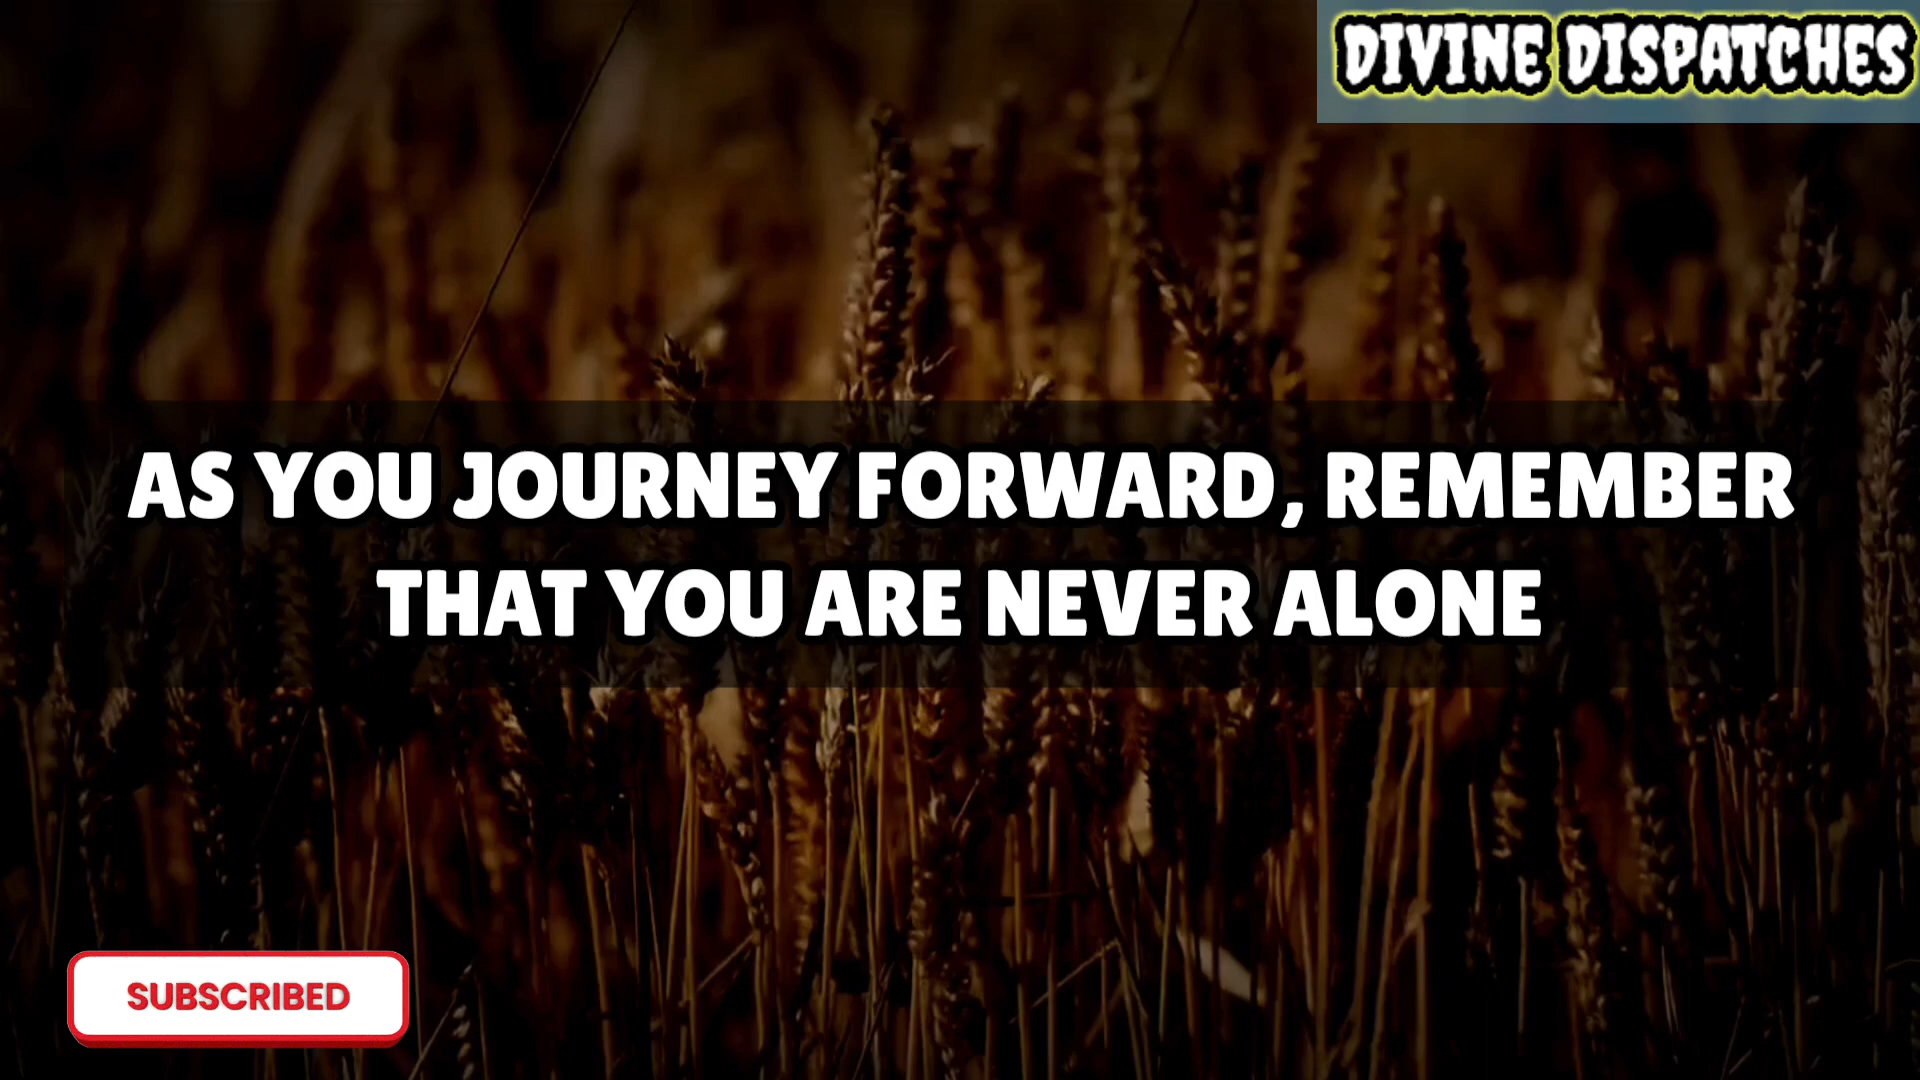 DIVINE DISPATCHES
AS YOU JOURNEY FORWARD, REMEMBER
THAT YOU ARE NEVER ALONE
SUBSCRIBED